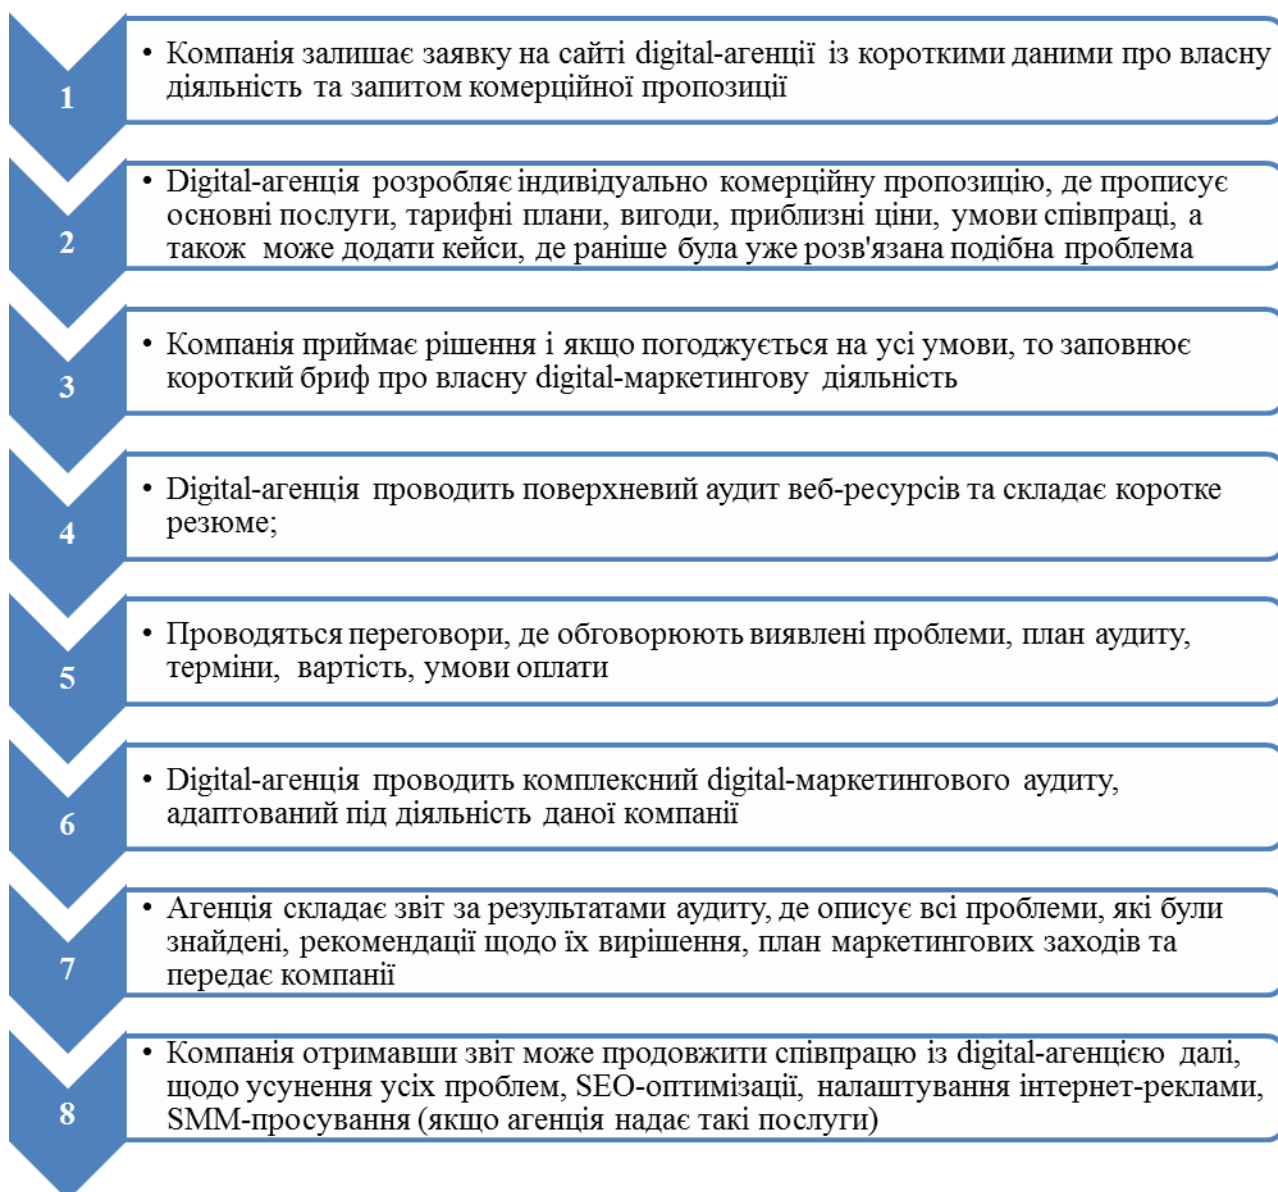 1
• Компанія залишає заявку на сайті digital-агенції із короткими даними про власну
діяльність та запитом комерційної пропозиції
2
• Digital-агенція розробляє індивідуально комерційну пропозицію, де прописує
основні послуги, тарифні плани, вигоди, приблизні ціни, умови співпраці, а
також може додати кейси, де раніше була уже розв'язана подібна проблема
3
• Компанія приймає рішення і якщо погоджується на усі умови, то заповнює
короткий бриф про власну digital-маркетингову діяльність
4
• Digital-агенція проводить поверхневий аудит веб-ресурсів та складає коротке
резюме;
5
• Проводяться переговори, де обговорюють виявлені проблеми, план аудиту,
терміни, вартість, умови оплати
6
• Digital-агенція проводить комплексний digital-маркетингового аудиту,
адаптований під діяльність даної компанії
7
• Агенція складає звіт за результатами аудиту, де описує всі проблеми, які були
знайдені, рекомендації щодо їх вирішення, план маркетингових заходів та
передає компанії
8
• Компанія отримавши звіт може продовжити співпрацю із digital-агенцією далі,
щодо усунення усіх проблем, SEO-оптимізації, налаштування інтернет-реклами,
SMM-просування (якщо агенція надає такі послуги)